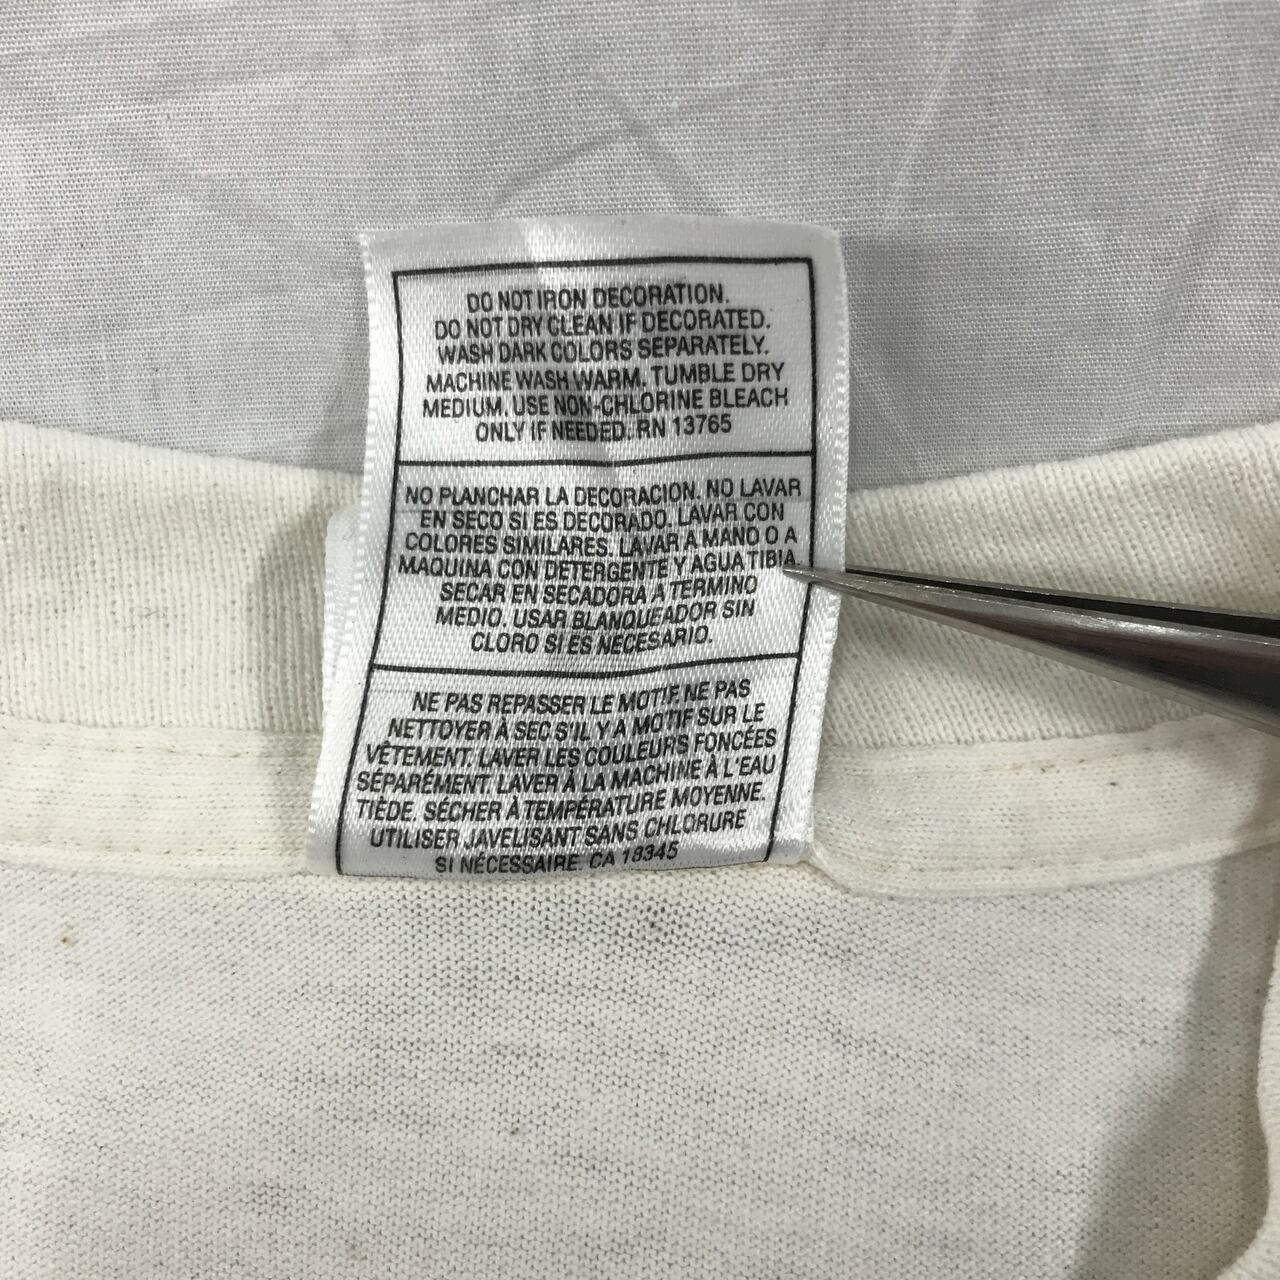 DO NOT IRON DECORATION.
DO NOT DRY CLEAN IF DECORATED.
WASH DARK COLORS SEPARATELY.
MACHINE WASH WARM. TUMBLE DRY
MEDIUM. USE NON-CHLORINE BLEACH
ONLY IF NEEDED. RN 13765
NO PLANCHAR LA DECORACION. NO LAVAR
EN SECO SI ES DECORADO. LAVAR CON
COLORES SIMILARES. LAVAR A MANO O A
MAQUINA CON DETERGENTE Y AGUA TIBIA.
SECAR EN SECADORA A TERMINO
MEDIO. USAR BLANQUEADOR SIN
CLORO SI ES NECESARIO.
NE PAS REPASSER LE MOTIF. NE PAS
NETTOYER À SEC S'IL Y A MOTIF SUR LE
VÊTEMENT. LAVER LES COULEURS FONCÉES
SÉPARÉMENT. LAVER À LA MACHINE À L'EAU
TIÈDE. SÉCHER À TEMPÉRATURE MOYENNE.
UTILISER JAVELISANT SANS CHLORURE
SI NÉCESSAIRE. CA 18345